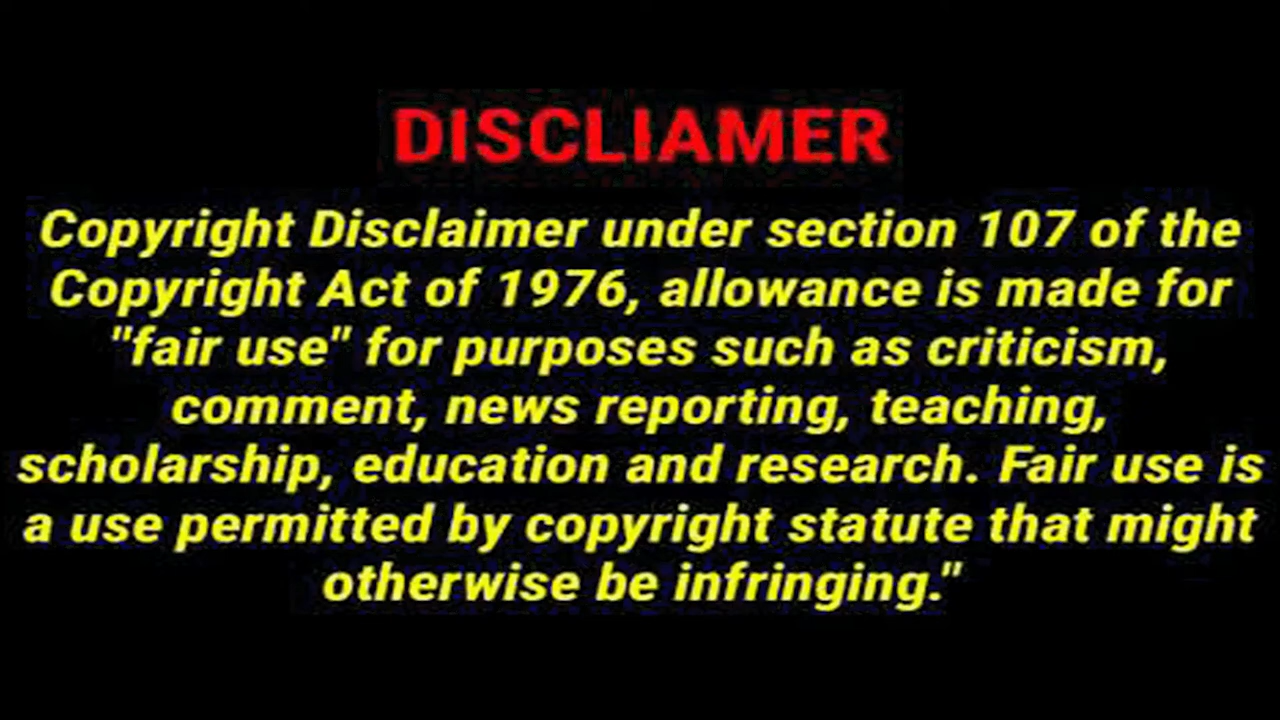 DISCLIAMER
Copyright Disclaimer under section 107 of the
Copyright Act of 1976, allowance is made for
"fair use" for purposes such as criticism,
comment, news reporting, teaching,
scholarship, education and research. Fair use is
a use permitted by copyright statute that might
otherwise be infringing."